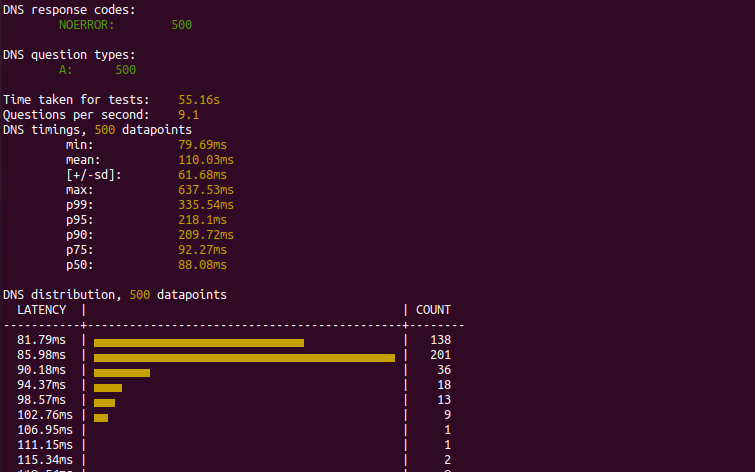 DNS response codes:
NOERROR: 500
DNS question types:
A: 500
Time taken for tests: 55.16s
Questions per second: 9.1
DNS timings, 500 datapoints
min: 79.69ms
mean: 110.03ms
[+/-sd]: 61.68ms
max: 637.53ms
p99: 335.54ms
p95: 218.1ms
p90: 209.72ms
p75: 92.27ms
p50: 88.08ms
DNS distribution, 500 datapoints
LATENCY | | COUNT
-----------+---------------------------------------------+--------
81.79ms | | 138
85.98ms | | 201
90.18ms | | 36
94.37ms | | 18
98.57ms | | 13
102.76ms | | 9
106.95ms | | 1
111.15ms | | 1
115.34ms | | 2